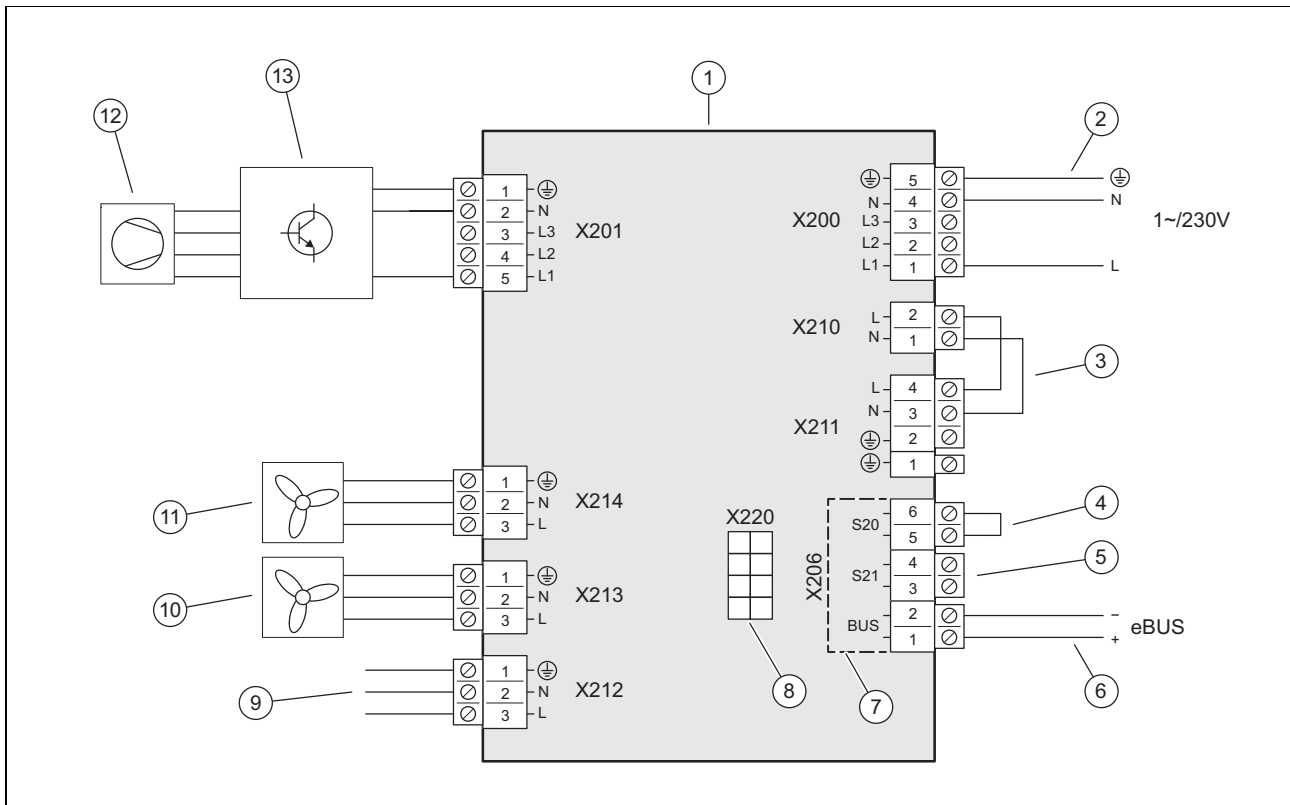 13
1
12
2
1
2
3
4
5
⏚
N
L3
L2
L1
X201
X200
⏚
N
L3
L2
L1
5
4
3
2
1
⏚
N
L
1~/230V
X210
L
N
2
1
3
X211
L
N
⏚
⏚
4
3
2
1
11
1
2
3
⏚
N
L
X214
X220
X206
S20
S21
BUS
6
5
4
3
2
1
4
5
–
+
eBUS
10
1
2
3
⏚
N
L
X213
9
1
2
3
⏚
N
L
X212
8
7
6